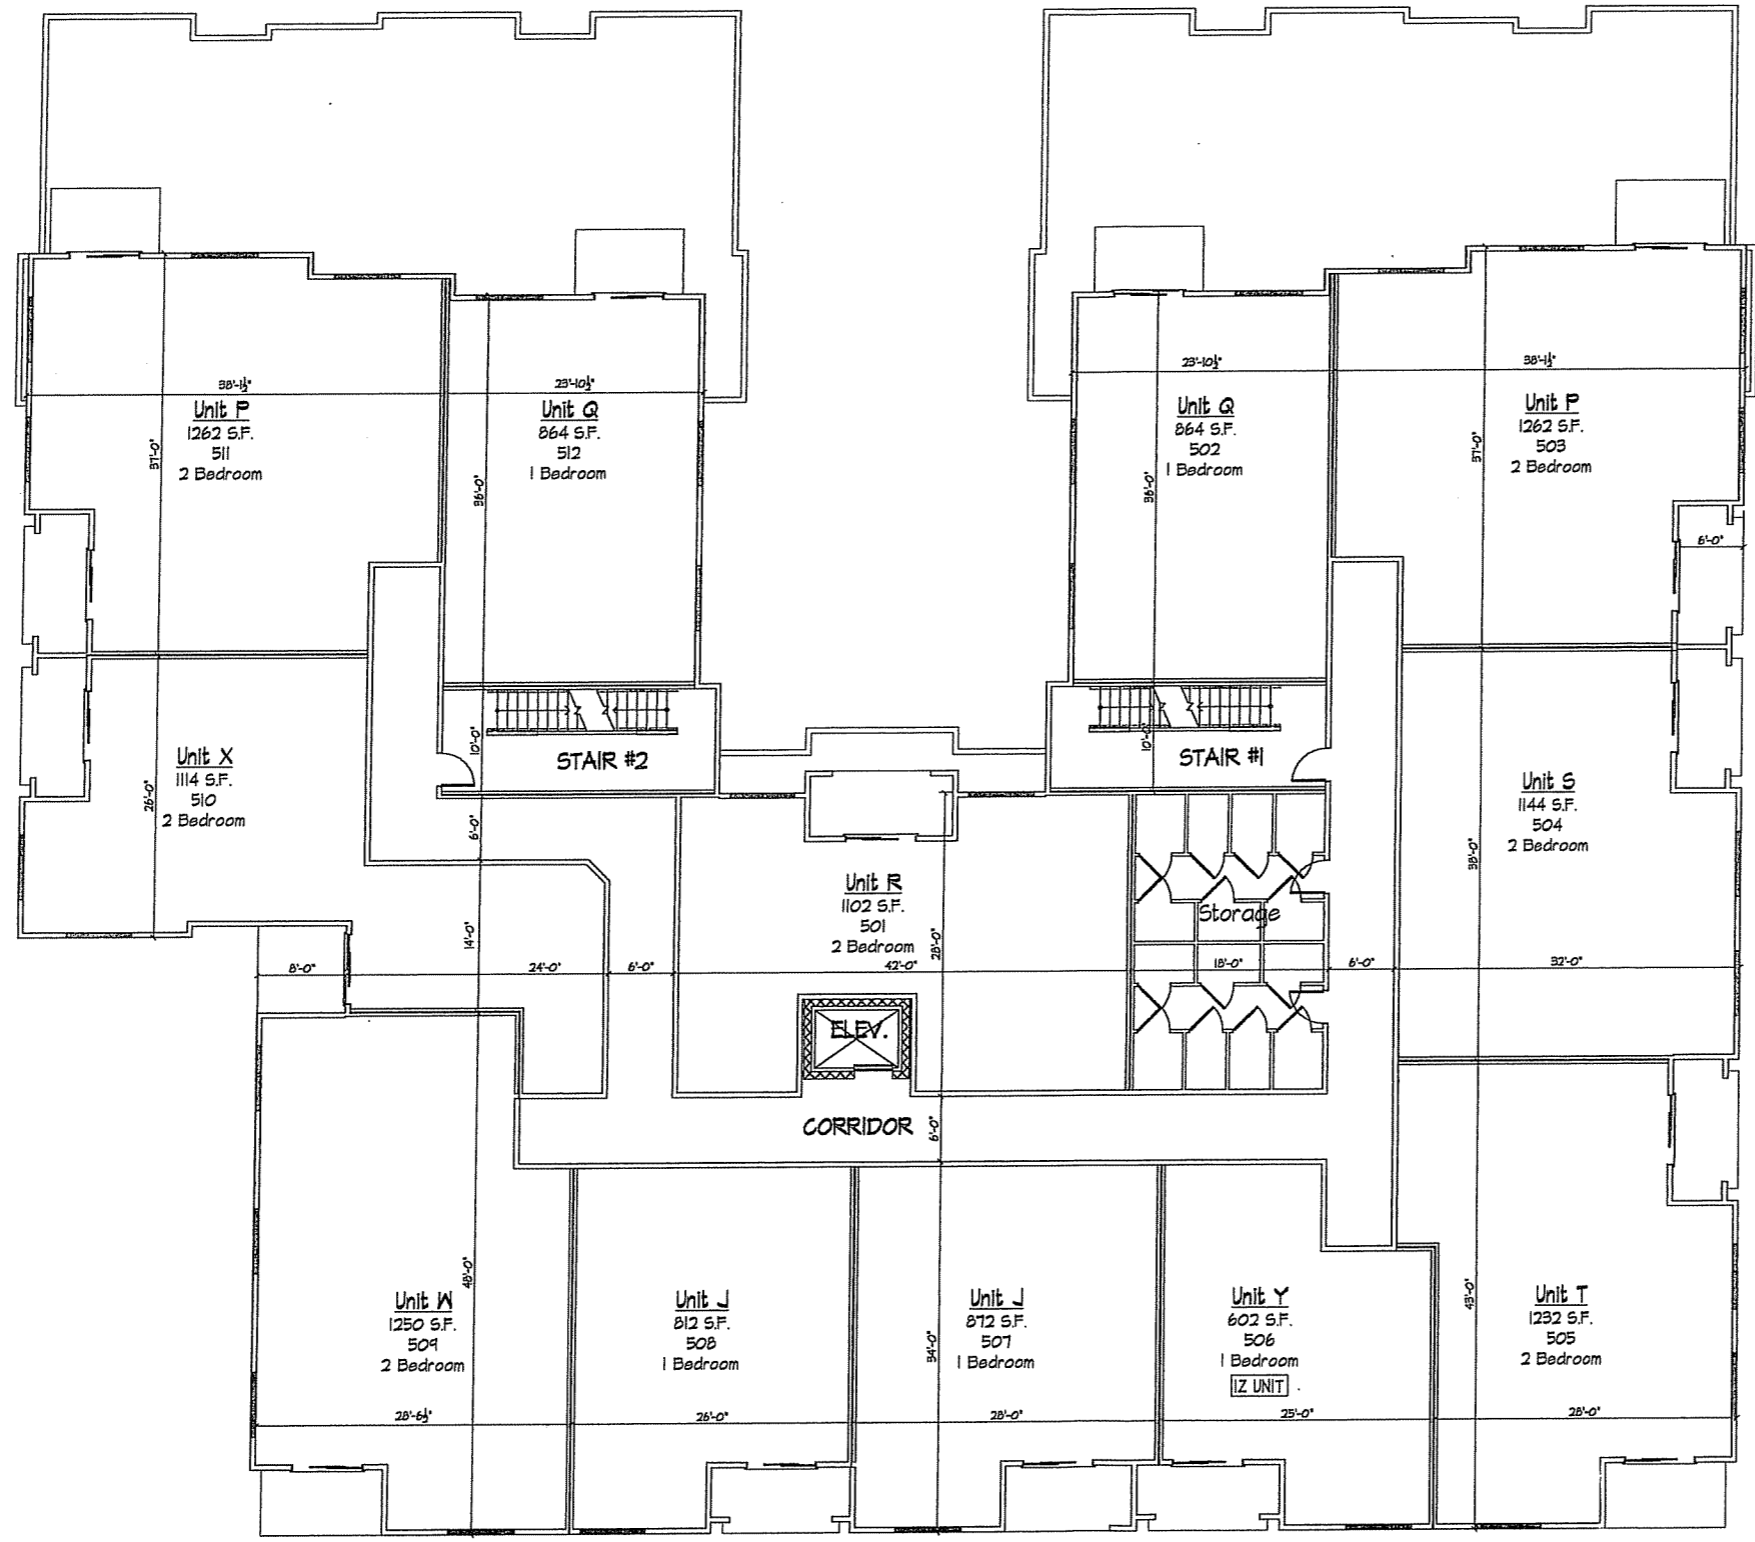 38'-1½"
Unit P
1262 S.F.
511
2 Bedroom
37'-0"
23'-10½"
Unit Q
864 S.F.
512
1 Bedroom
36'-0"
23'-10½"
Unit Q
864 S.F.
502
1 Bedroom
36'-0"
38'-1½"
Unit P
1262 S.F.
503
2 Bedroom
37'-0"
6'-0"
Unit X
1114 S.F.
510
2 Bedroom
26'-0"
10'-0"
STAIR #2
10'-0"
STAIR #1
6'-0"
Unit S
1144 S.F.
504
2 Bedroom
38'-0"
Unit R
1102 S.F.
501
2 Bedroom
28'-0"
Storage
14'-0"
8'-0"
24'-0"
6'-0"
42'-0"
18'-0"
6'-0"
32'-0"
ELEV.
CORRIDOR
6'-0"
Unit W
1250 S.F.
509
2 Bedroom
48'-0"
Unit J
812 S.F.
508
1 Bedroom
Unit J
872 S.F.
507
1 Bedroom
34'-0"
Unit Y
602 S.F.
506
1 Bedroom
IZ UNIT
Unit T
1232 S.F.
505
2 Bedroom
43'-0"
28'-6½"
26'-0"
28'-0"
25'-0"
28'-0"